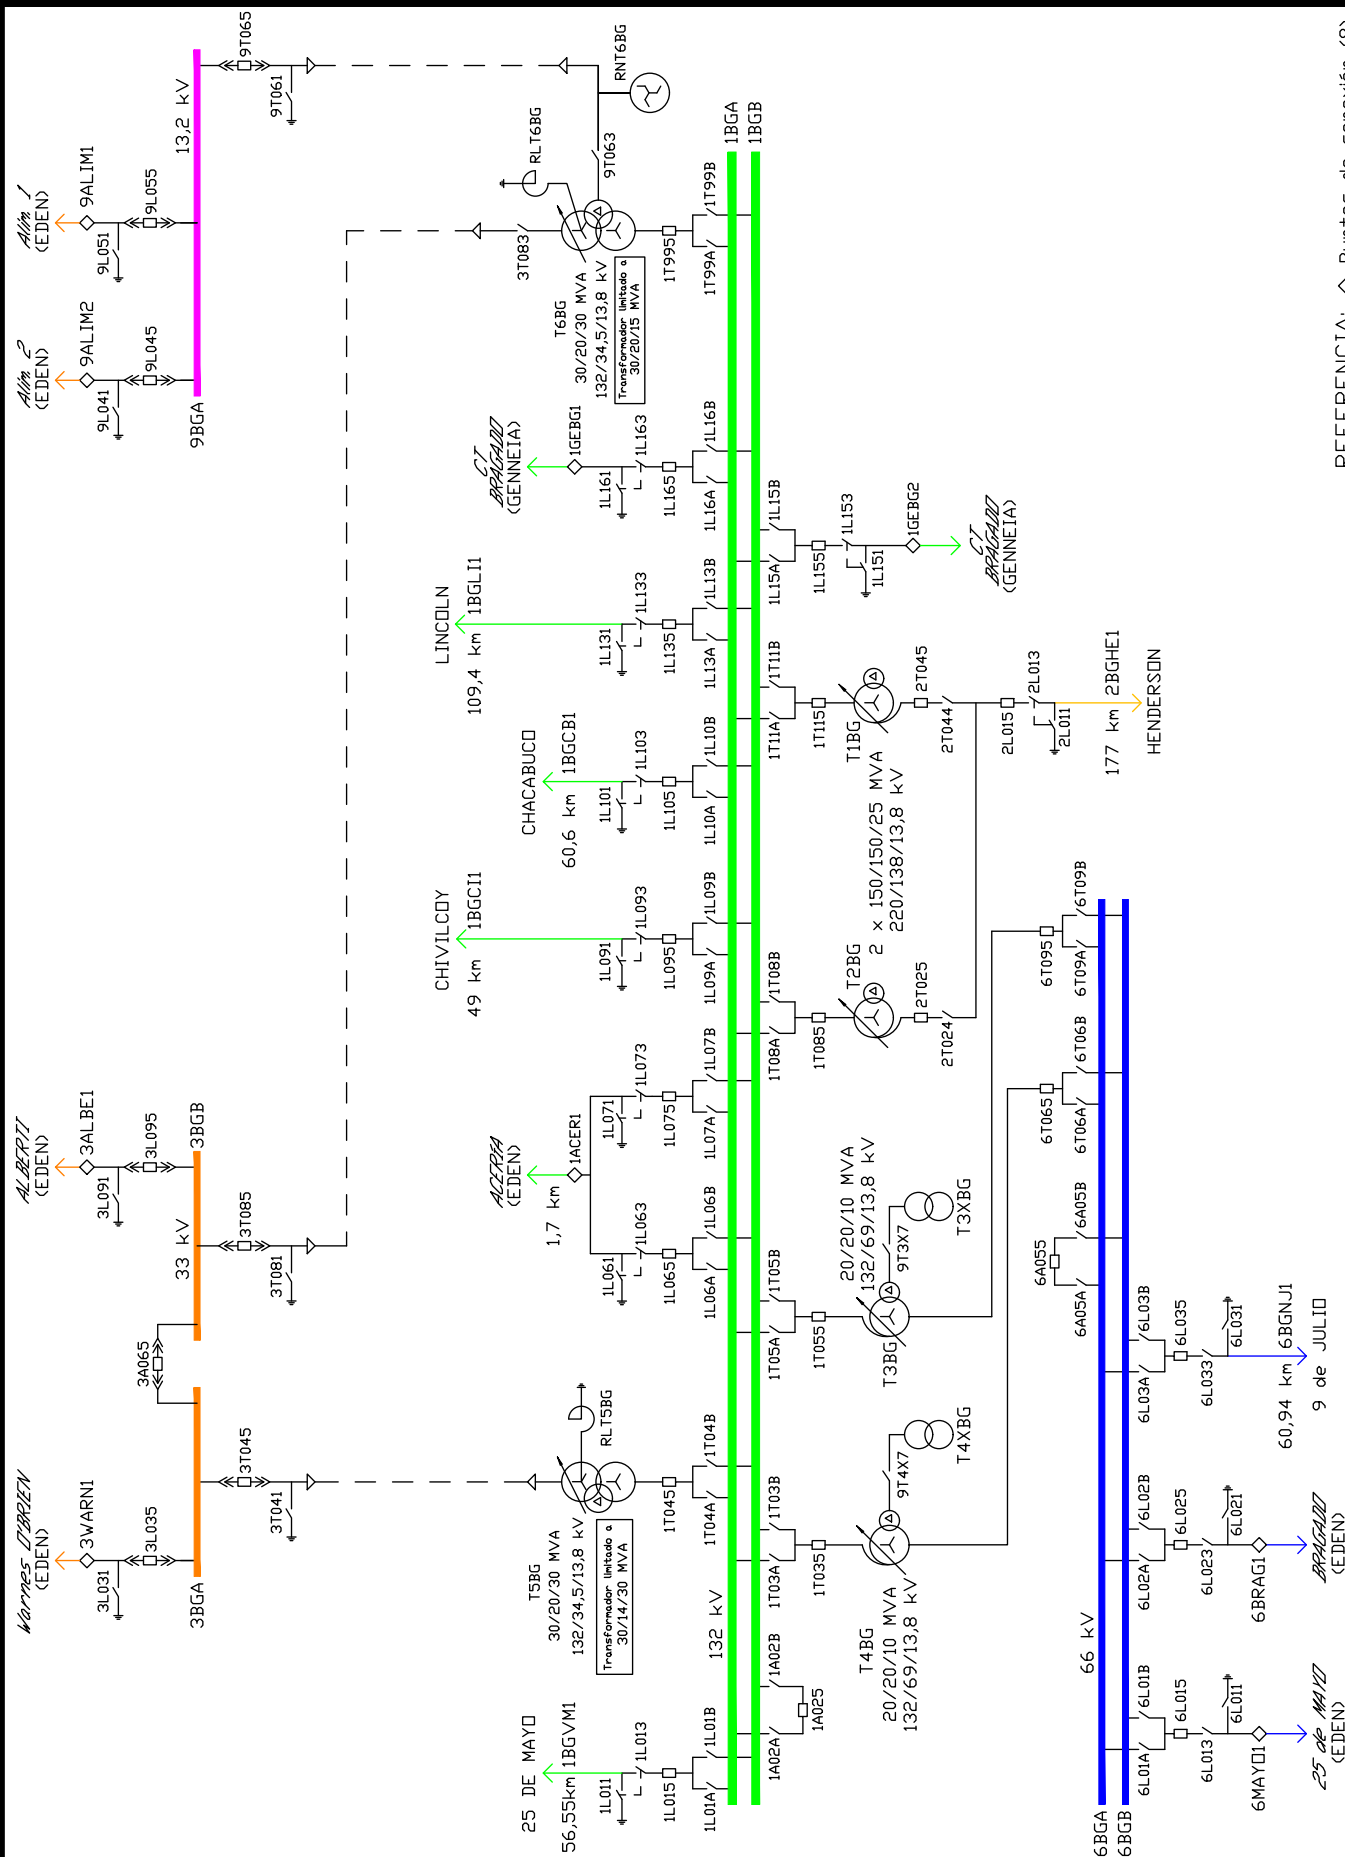 Warnes O'BRIEN
(EDEN)
3WARN1
3L031
3L035
3BGA
3T045
3T041
3A065
ALBERTI
(EDEN)
3ALBE1
3L091
3L095
3BGB
33 kV
3T085
3T081
Alim. 2
(EDEN)
9ALIM2
9L041
9L045
9BGA
Alim. 1
(EDEN)
9ALIM1
9L051
9L055
13,2 kV
9T065
9T061
25 DE MAYO
56,55km 1BGVM1
1L011
1L013
1L015
1L01A
1L01B
T5BG
30/20/30 MVA
132/34,5/13,8 kV
Transformador limitado a
30/14/30 MVA
RLT5BG
1T045
1T04A
1T04B
ACERIA
(EDEN)
1,7 km
1ACER1
1L061
1L063
1L065
1L06A
1L06B
1L071
1L073
1L075
1L07A
1L07B
CHIVILCOY
49 km 1BGCI1
1L091
1L093
1L095
1L09A
1L09B
CHACABUCO
60,6 km 1BGCB1
1L101
1L103
1L105
1L10A
1L10B
LINCOLN
109,4 km 1BGLI1
1L131
1L133
1L135
1L13A
1L13B
CT
BRAGADO
(GENNEIA)
1GEBG1
1L161
1L163
1L165
1L16A
1L16B
T6BG
30/20/30 MVA
132/34,5/13,8 kV
Transformador limitado a
30/20/15 MVA
3T083
RLT6BG
9T063
RNT6BG
1T995
1T99A
1T99B
132 kV
1BGA
1BGB
1A02A
1A02B
1A025
1T03A
1T03B
1T035
T4BG
20/20/10 MVA
132/69/13,8 kV
9T4X7
T4XBG
1T05A
1T05B
1T055
T3BG
20/20/10 MVA
132/69/13,8 kV
9T3X7
T3XBG
1T08A
1T08B
1T085
T2BG
2T025
2T024
2 x 150/150/25 MVA
220/138/13,8 kV
1T11A
1T11B
1T115
T1BG
2T045
2T044
2L015
2L013
2L011
177 km 2BGHE1
HENDERSON
1L15A
1L15B
1L155
1L153
1L151
1GEBG2
CT
BRAGADO
(GENNEIA)
6T065
6T06A
6T06B
6T095
6T09A
6T09B
6A055
6A05A
6A05B
66 kV
6BGA
6BGB
6L01A
6L01B
6L015
6L013
6L011
6MAYO1
25 de MAYO
(EDEN)
6L02A
6L02B
6L025
6L023
6L021
6BRAG1
BRAGADO
(EDEN)
6L03A
6L03B
6L035
6L033
6L031
60,94 km 6BGNJ1
9 de JULIO